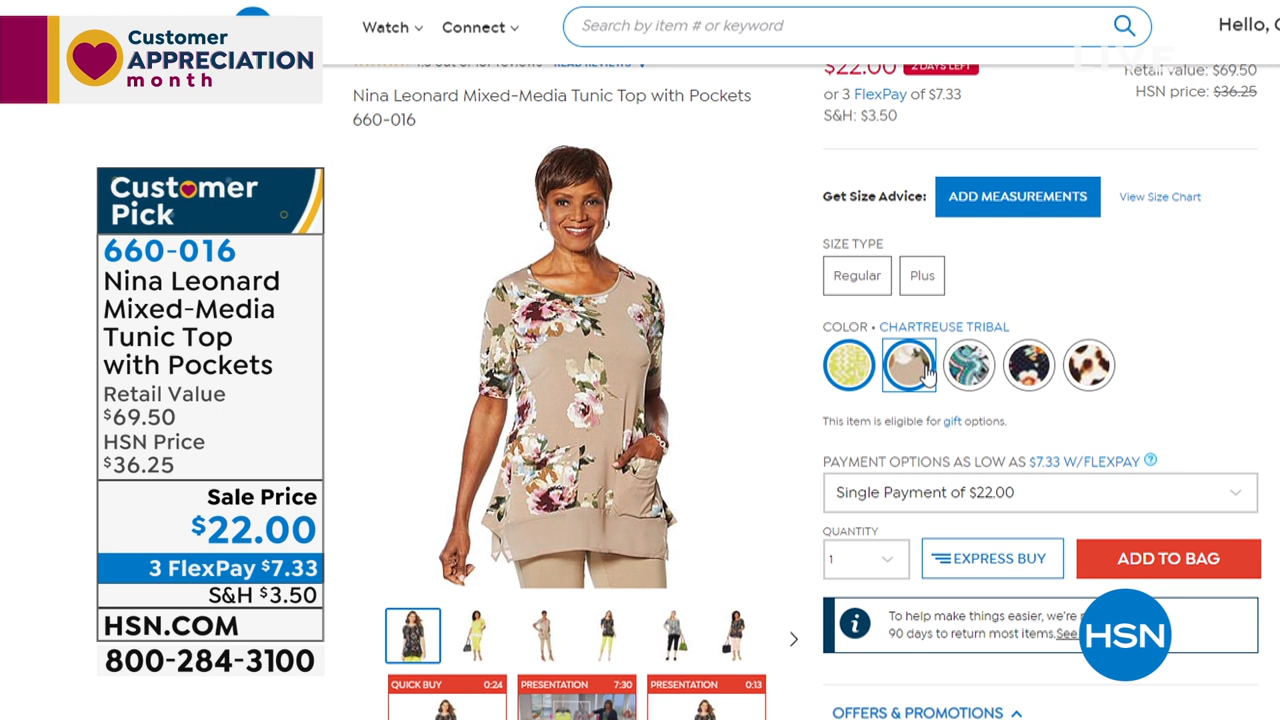 Customer
APPRECIATION
month
Watch
Connect
Search by item # or keyword
Hello,
LIVE
READ REVIEWS
$22.00
2 DAYS LEFT
Retail value: $69.50
Nina Leonard Mixed-Media Tunic Top with Pockets
or 3 FlexPay of $7.33
HSN price: $36.25
660-016
S&H: $3.50
Customer
Pick
660-016
Nina Leonard
Mixed-Media
Tunic Top
with Pockets
Retail Value
$69.50
HSN Price
$36.25
Sale Price
$22.00
3 FlexPay $7.33
S&H $3.50
HSN.COM
800-284-3100
Get Size Advice:
ADD MEASUREMENTS
View Size Chart
SIZE TYPE
Regular
Plus
COLOR • CHARTREUSE TRIBAL
This item is eligible for gift options.
PAYMENT OPTIONS AS LOW AS $7.33 W/FLEXPAY ?
Single Payment of $22.00
QUANTITY
1
EXPRESS BUY
ADD TO BAG
To help make things easier, we're
90 days to return most items. See
HSN
QUICK BUY 0:24
PRESENTATION 7:30
PRESENTATION 0:13
OFFERS & PROMOTIONS